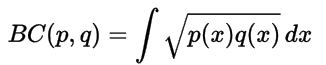 BC(p, q) = ∫ √p(x)q(x) dx